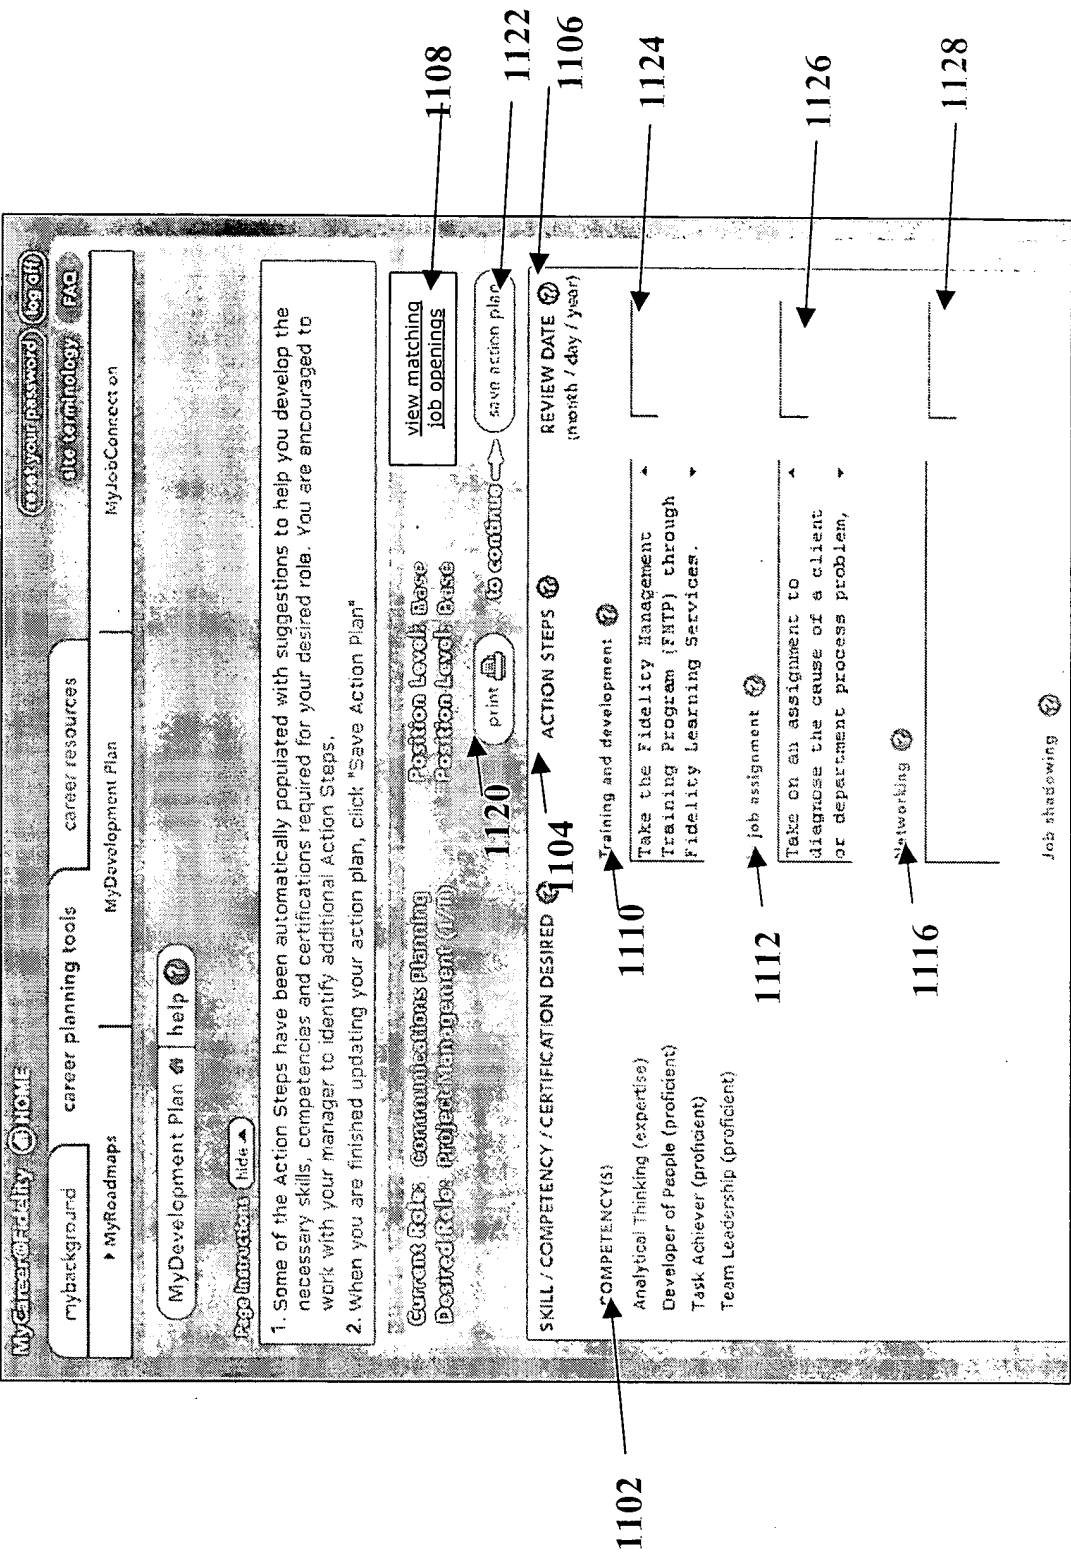 MyCareer@Fidelity HOME
reset your password log off
site terminology FAQ
mybackground career planning tools career resources
MyRoadmaps MyDevelopment Plan MyJobConnection
MyDevelopment Plan help ?
Page Instructions hide
1. Some of the Action Steps have been automatically populated with suggestions to help you develop the
necessary skills, competencies and certifications required for your desired role. You are encouraged to
work with your manager to identify additional Action Steps.
2. When you are finished updating your action plan, click "Save Action Plan"
Current Role: Communications Planning Position Level: Base
Desired Role: Project Management (I/II) Position Level: Base
view matching
job openings
1108
1120
print to continue save action plan
1122
SKILL / COMPETENCY / CERTIFICATION DESIRED ? ACTION STEPS ? REVIEW DATE ?
(month / day / year)
1104
1106
1102
COMPETENCY(S)
Analytical Thinking (expertise)
Developer of People (proficient)
Task Achiever (proficient)
Team Leadership (proficient)
1110
Training and development ?
Take the Fidelity Management
Training Program (FMTP) through
Fidelity Learning Services.
1124
1112
job assignment ?
Take on an assignment to
diagnose the cause of a client
or department process problem,
1126
1116
Networking ?
1128
Job shadowing ?